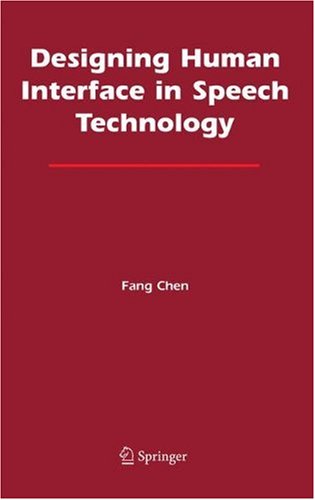 Designing Human
Interface in Speech
Technology
Fang Chen
Springer